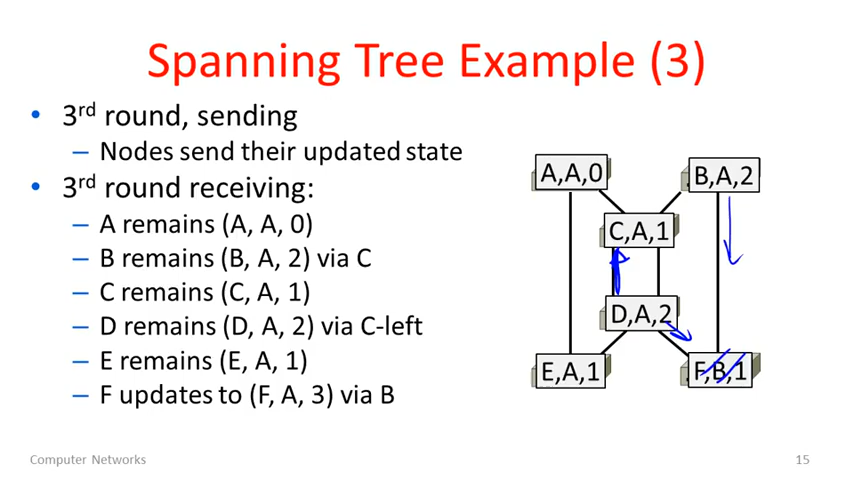 Spanning Tree Example (3)
• 3rd round, sending
– Nodes send their updated state
• 3rd round receiving:
– A remains (A, A, 0)
– B remains (B, A, 2) via C
– C remains (C, A, 1)
– D remains (D, A, 2) via C-left
– E remains (E, A, 1)
– F updates to (F, A, 3) via B
A,A,0
B,A,2
C,A,1
D,A,2
E,A,1
F,B,1
Computer Networks
15